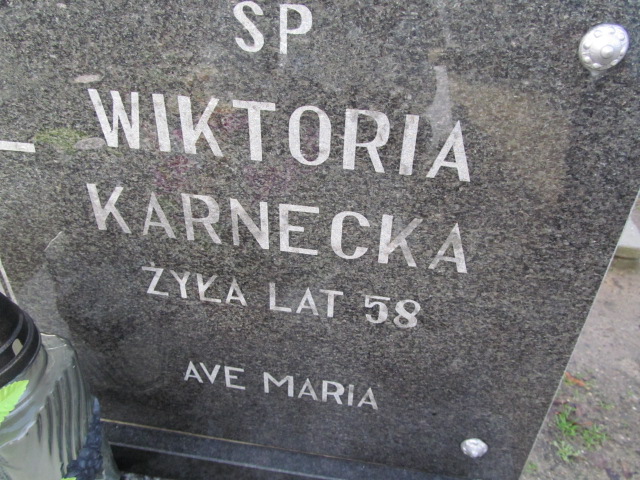 SP
WIKTORIA
KARNECKA
ŻYŁA LAT 58
AVE MARIA